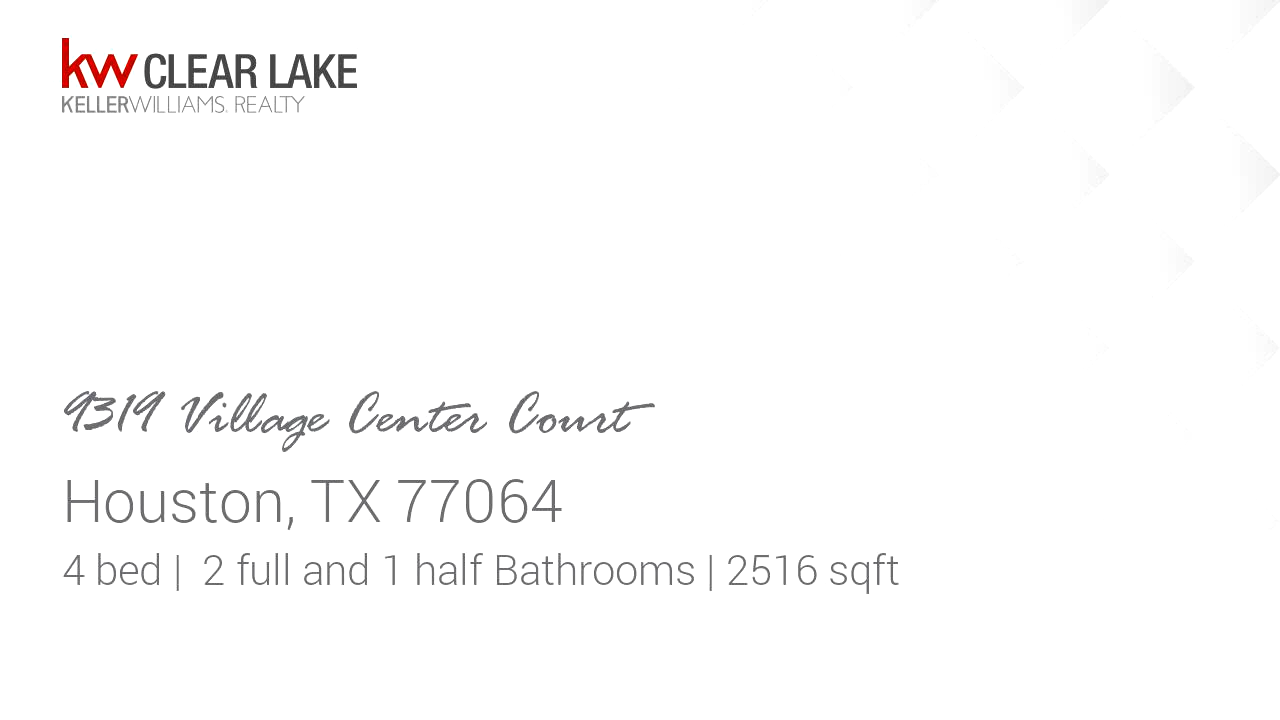 kw CLEAR LAKE
KELLERWILLIAMS. REALTY
9319 Village Center Court
Houston, TX 77064
4 bed | 2 full and 1 half Bathrooms | 2516 sqft